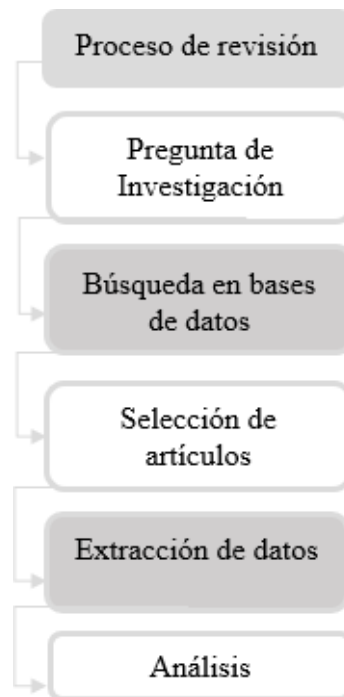 Proceso de revisión
Pregunta de
Investigación
Búsqueda en bases
de datos
Selección de
artículos
Extracción de datos
Análisis